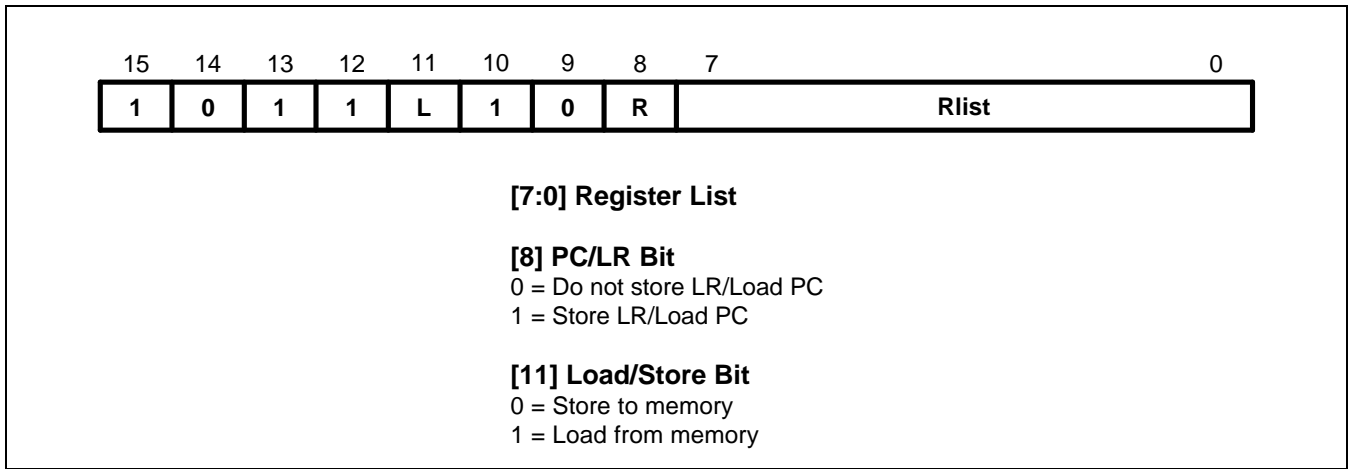 15 14 13 12 11 10 9 8 7 0
1 0 1 1 L 1 0 R Rlist
[7:0] Register List
[8] PC/LR Bit
0 = Do not store LR/Load PC
1 = Store LR/Load PC
[11] Load/Store Bit
0 = Store to memory
1 = Load from memory